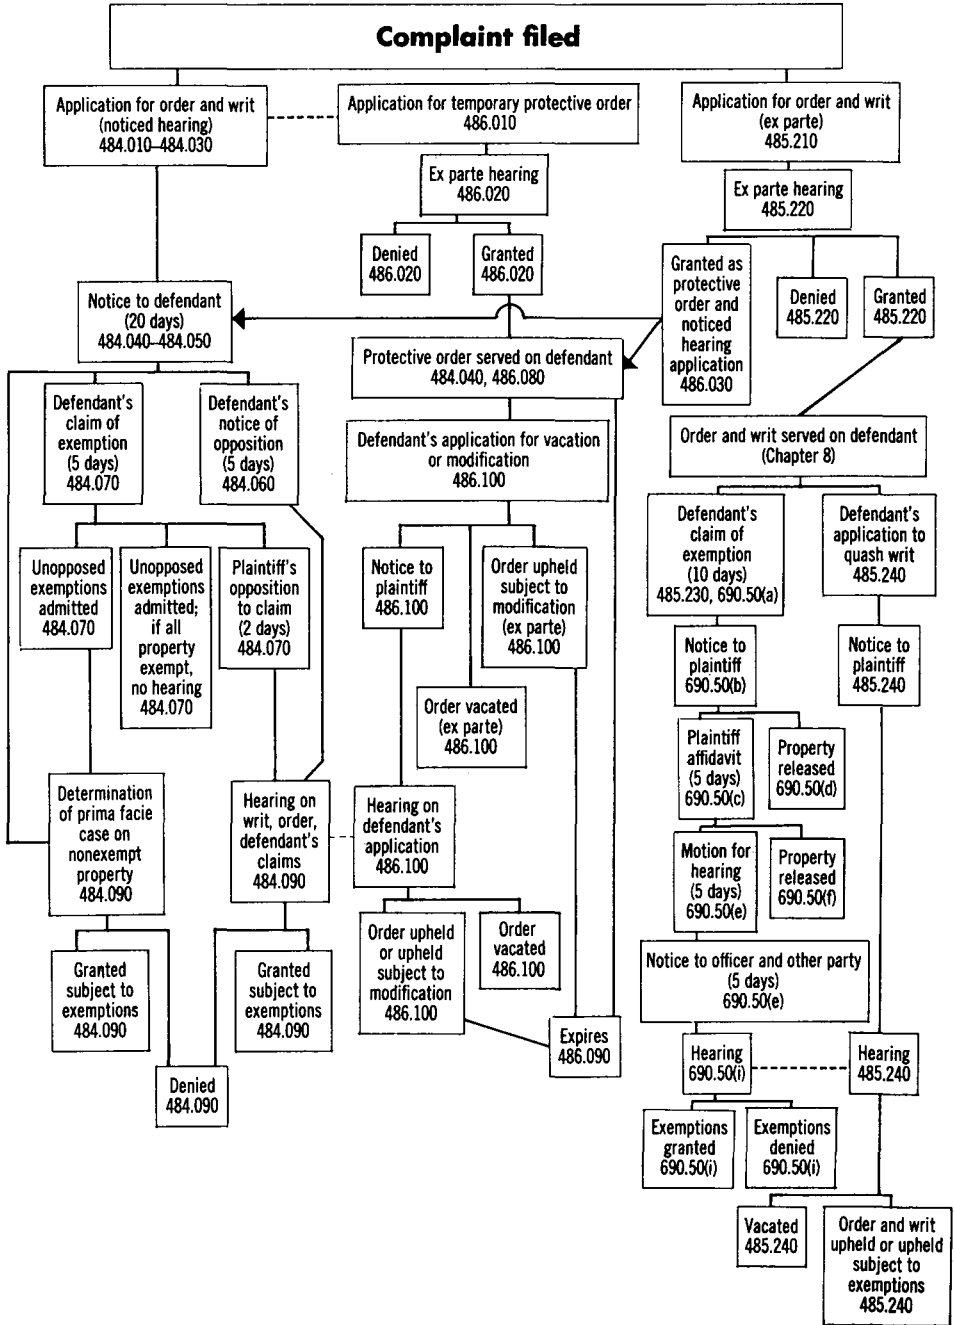 Complaint filed
Application for order and writ
(noticed hearing)
484.010–484.030
Application for temporary protective order
486.010
Application for order and writ
(ex parte)
485.210
Ex parte hearing
486.020
Ex parte hearing
485.220
Denied
486.020
Granted
486.020
Granted as
protective
order and
noticed
hearing
application
486.030
Denied
485.220
Granted
485.220
Notice to defendant
(20 days)
484.040–484.050
Protective order served on defendant
484.040, 486.080
Defendant's
claim of
exemption
(5 days)
484.070
Defendant's
notice of
opposition
(5 days)
484.060
Defendant's application for vacation
or modification
486.100
Order and writ served on defendant
(Chapter 8)
Unopposed
exemptions
admitted
484.070
Unopposed
exemptions
admitted;
if all
property
exempt,
no hearing
484.070
Plaintiff's
opposition
to claim
(2 days)
484.070
Notice to
plaintiff
486.100
Order upheld
subject to
modification
(ex parte)
486.100
Defendant's
claim of
exemption
(10 days)
485.230, 690.50(a)
Defendant's
application to
quash writ
485.240
Notice to
plaintiff
690.50(b)
Notice to
plaintiff
485.240
Order vacated
(ex parte)
486.100
Plaintiff
affidavit
(5 days)
690.50(c)
Property
released
690.50(d)
Determination
of prima facie
case on
nonexempt
property
484.090
Hearing on
writ, order,
defendant's
claims
484.090
Hearing on
defendant's
application
486.100
Motion for
hearing
(5 days)
690.50(e)
Property
released
690.50(f)
Order upheld
or upheld
subject to
modification
486.100
Order
vacated
486.100
Notice to officer and other party
(5 days)
690.50(e)
Granted
subject to
exemptions
484.090
Granted
subject to
exemptions
484.090
Expires
486.090
Hearing
690.50(i)
Hearing
485.240
Denied
484.090
Exemptions
granted
690.50(i)
Exemptions
denied
690.50(i)
Vacated
485.240
Order and writ
upheld or upheld
subject to
exemptions
485.240